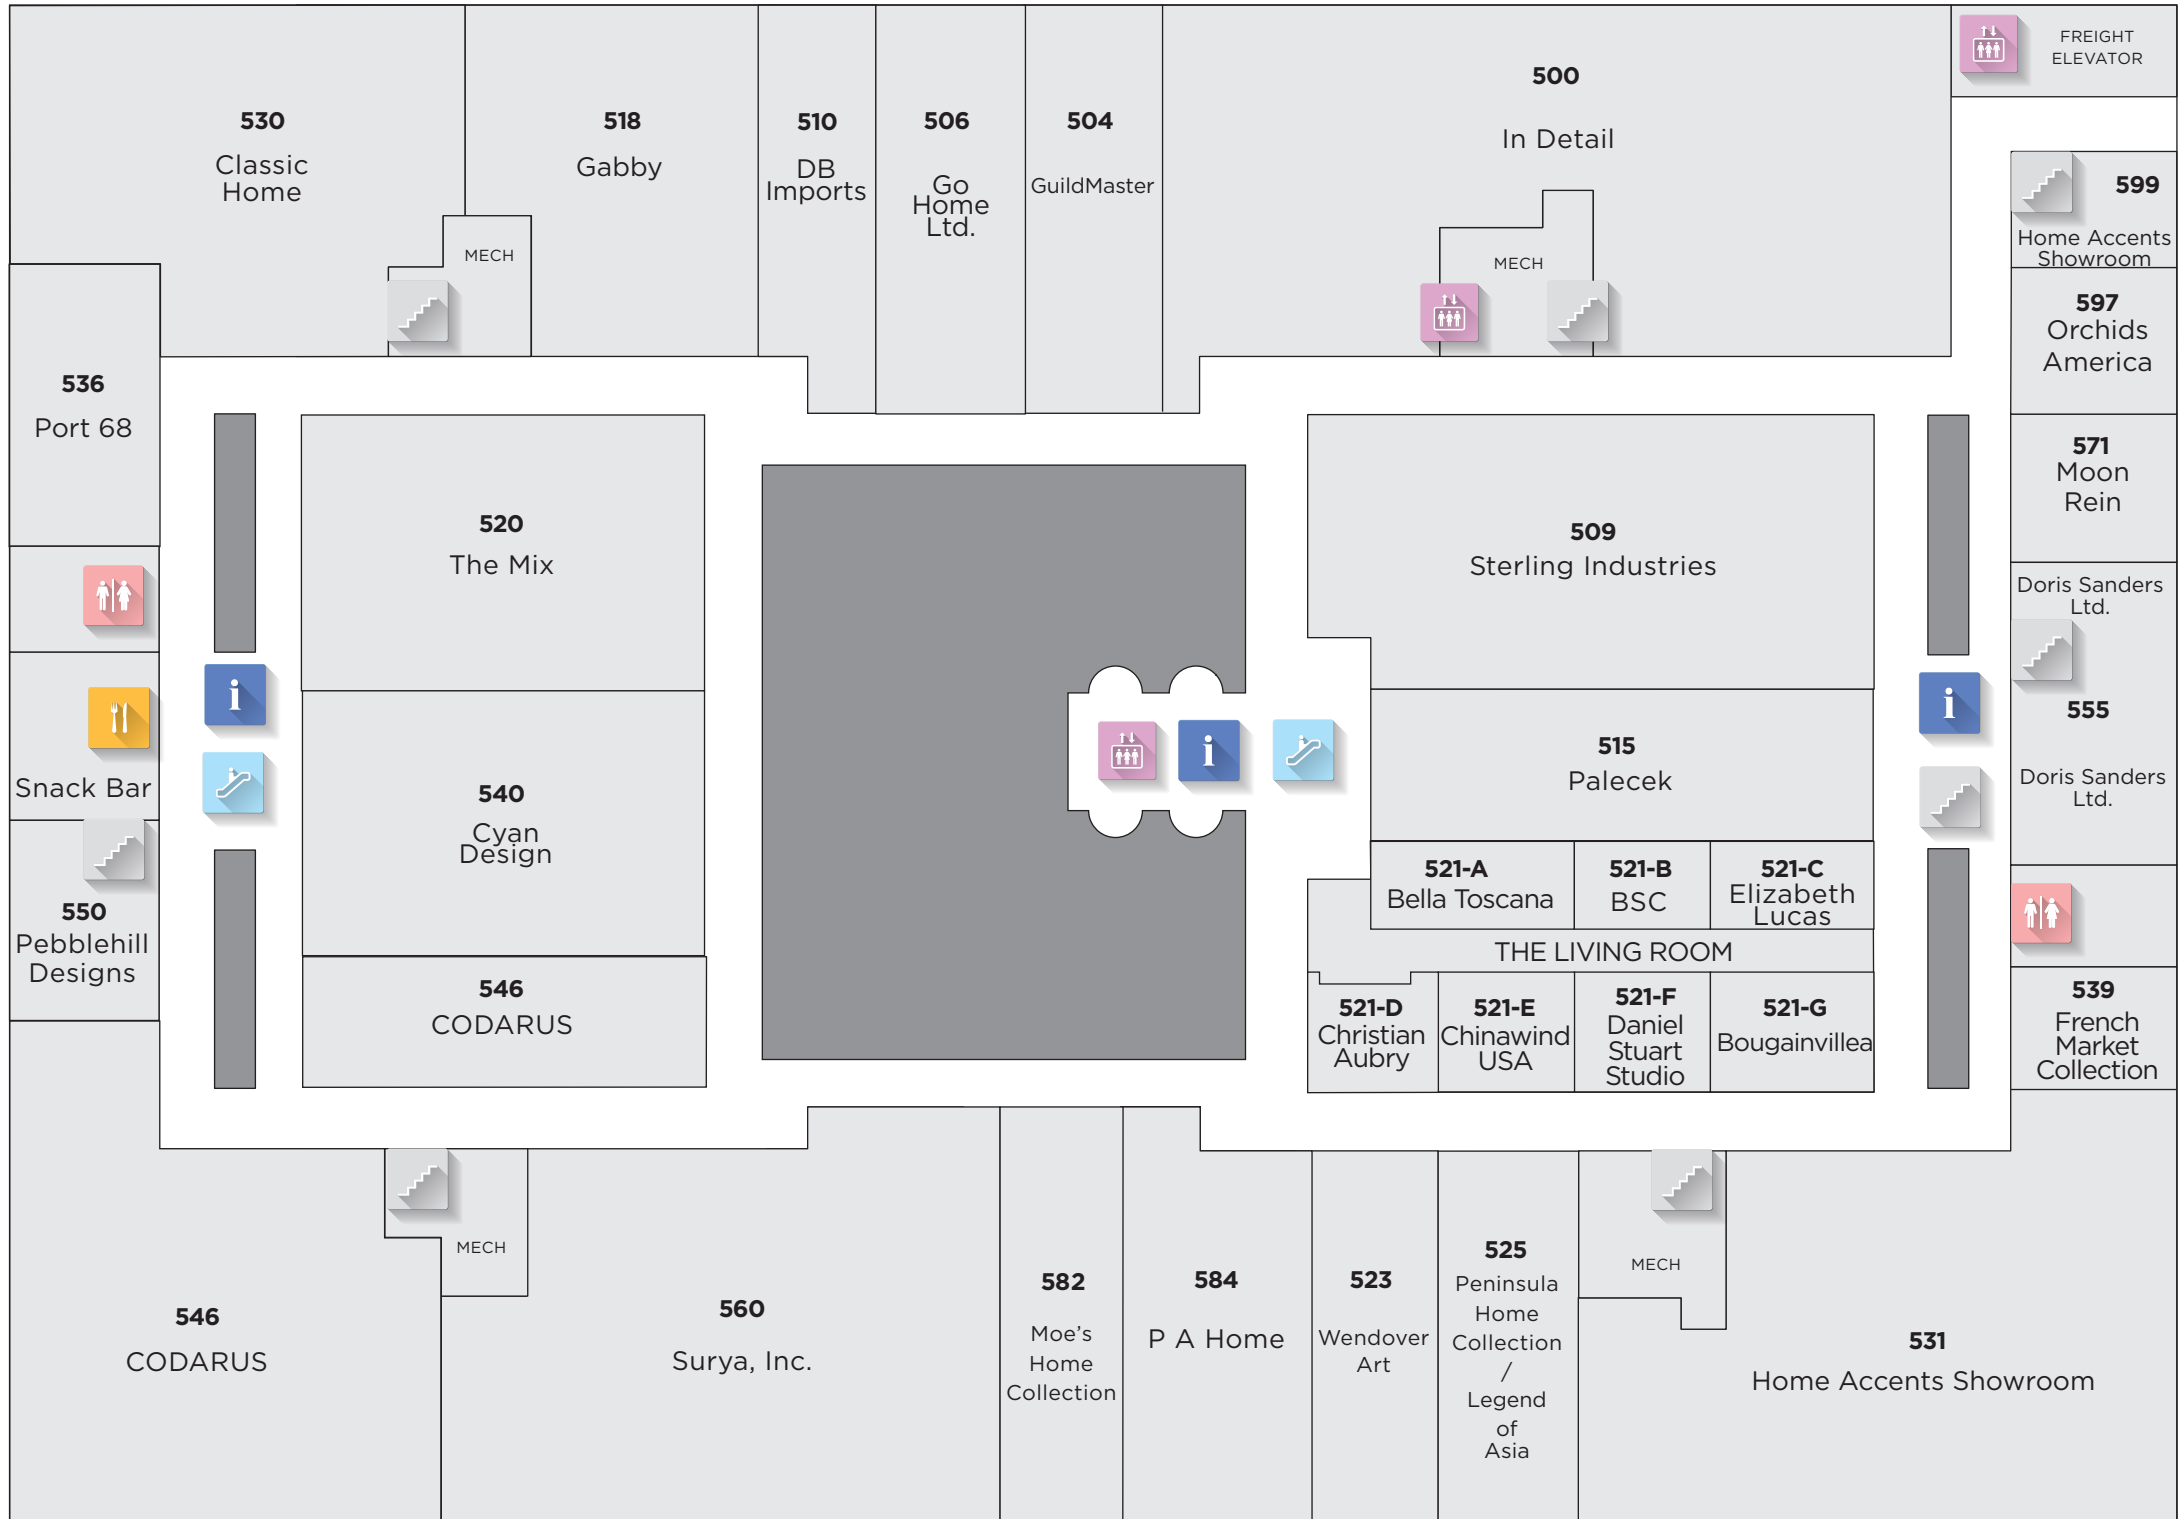 530
Classic
Home
518
Gabby
510
DB
Imports
506
Go
Home
Ltd.
504
GuildMaster
500
In Detail
FREIGHT
ELEVATOR
MECH
MECH
599
Home Accents
Showroom
597
Orchids
America
536
Port 68
571
Moon
Rein
520
The Mix
509
Sterling Industries
Doris Sanders
Ltd.
555
Doris Sanders
Ltd.
i
i
i
Snack Bar
540
Cyan
Design
515
Palecek
550
Pebblehill
Designs
521-A
Bella Toscana
521-B
BSC
521-C
Elizabeth
Lucas
THE LIVING ROOM
546
CODARUS
521-D
Christian
Aubry
521-E
Chinawind
USA
521-F
Daniel
Stuart
Studio
521-G
Bougainvillea
539
French
Market
Collection
MECH
546
CODARUS
560
Surya, Inc.
582
Moe's
Home
Collection
584
P A Home
523
Wendover
Art
525
Peninsula
Home
Collection
/
Legend
of
Asia
MECH
531
Home Accents Showroom